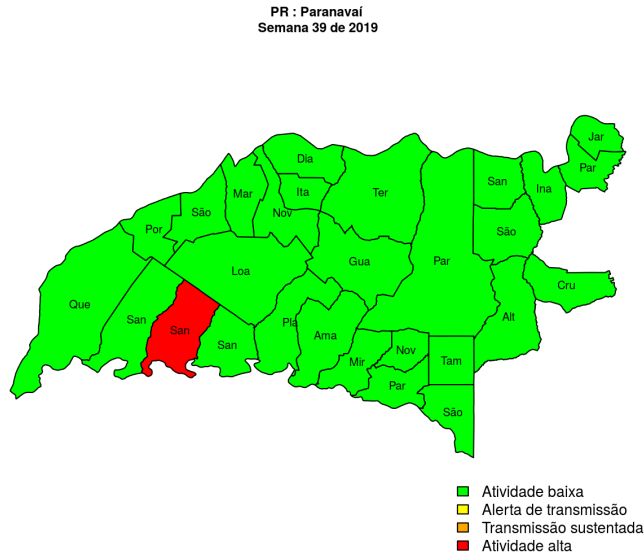 PR : Paranavaí
Semana 39 de 2019
Jar
Dia
Par
Ter
San
Ina
Ita
Mar
São
Nov
Por
São
Gua
Par
Loa
Cru
Que
San
San
San
Pla
Ama
Alt
Nov
Mir
Tam
Par
São
Atividade baixa
Alerta de transmissão
Transmissão sustentada
Atividade alta